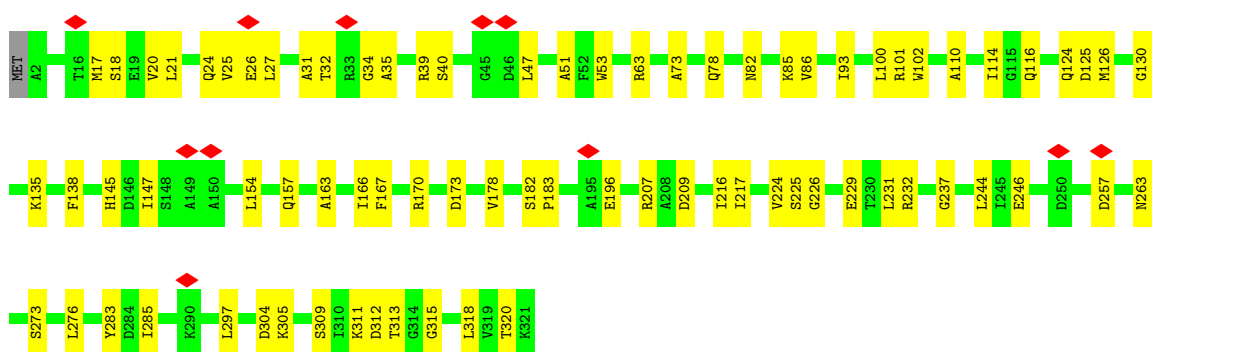 MET A2 T16 M17 S18 E19 V20 L21 Q24 V25 E26 L27 A31 T32 R33 G34 A35 R39 S40 G45 D46 L47 A51 F52 W53 R63 A73 Q78 N82 K85 V86 I93 L100 R101 W102 A110 I114 G115 Q116 Q124 D125 M126 G130
K135 F138 H145 D146 I147 S148 A149 A150 L154 Q157 A163 I166 F167 R170 D173 V178 S182 P183 A195 E196 R207 A208 D209 I216 I217 V224 S225 G226 E229 T230 L231 R232 G237 L244 I245 E246 D250 D257 N263
S273 L276 Y283 D284 I285 K290 L297 D304 K305 S309 I310 K311 D312 T313 G314 G315 L318 V319 T320 K321